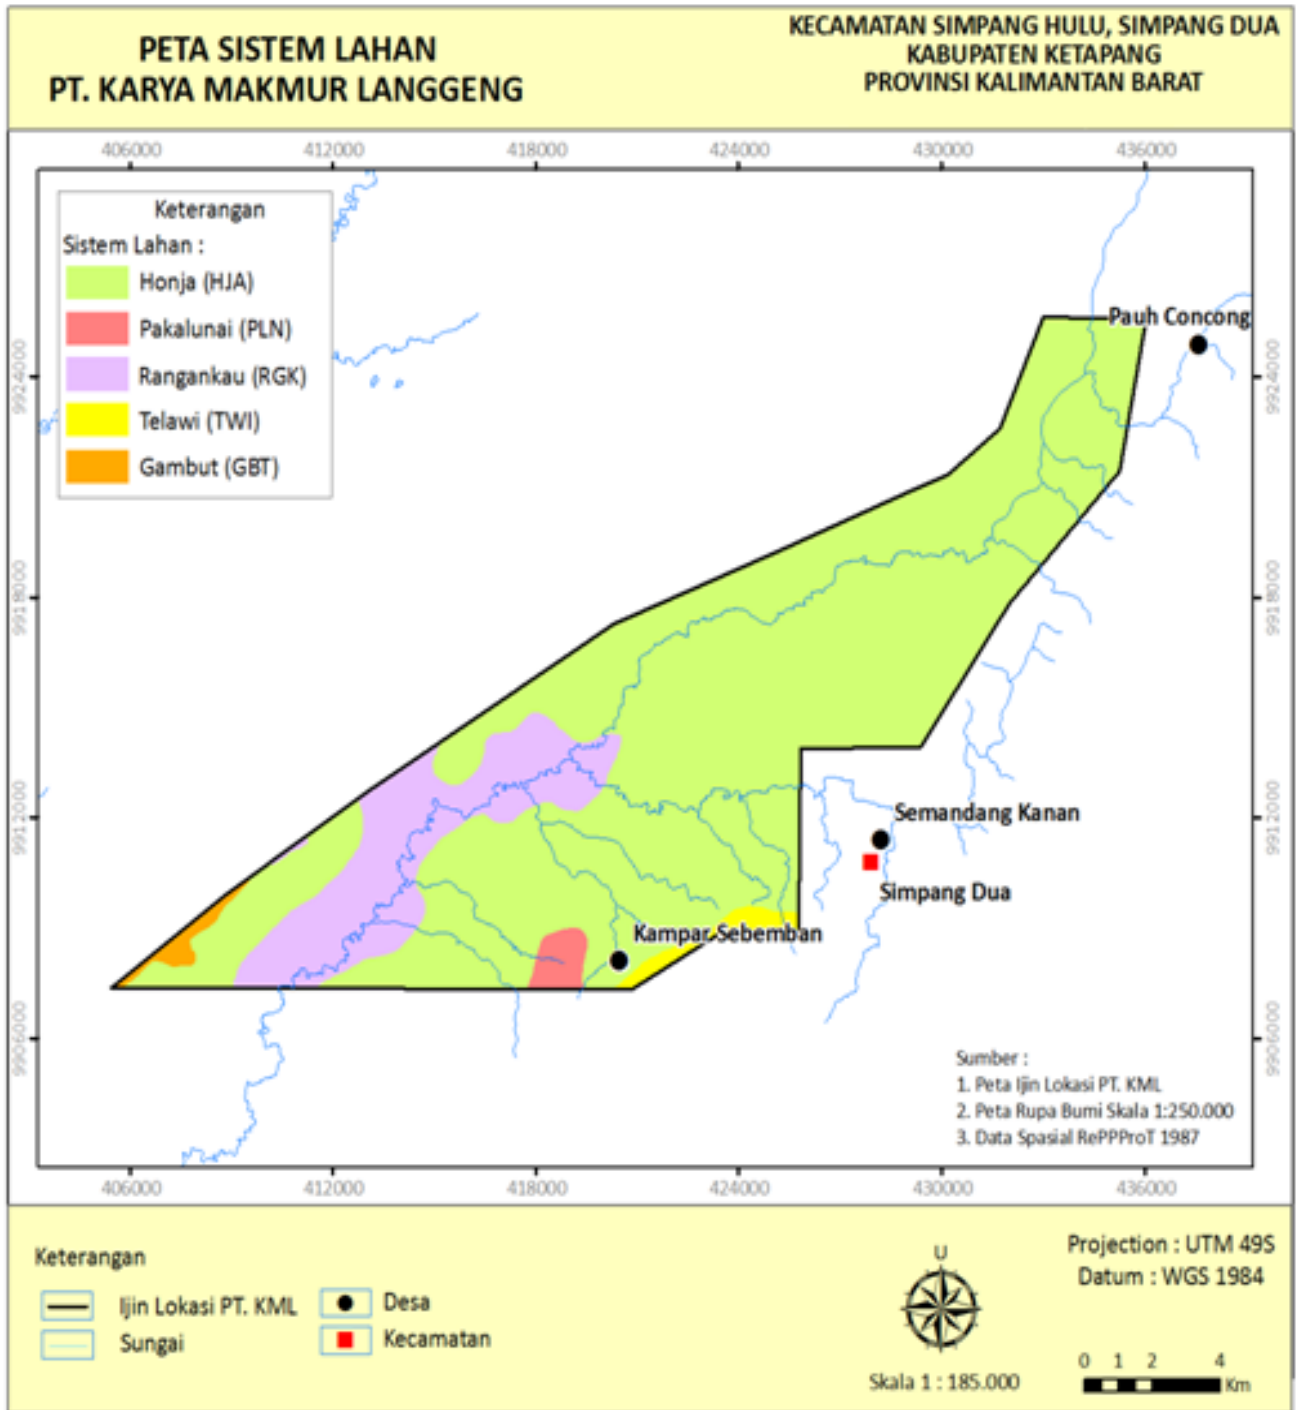 PETA SISTEM LAHAN
PT. KARYA MAKMUR LANGGENG
KECAMATAN SIMPANG HULU, SIMPANG DUA
KABUPATEN KETAPANG
PROVINSI KALIMANTAN BARAT
406000 412000 418000 424000 430000 436000
Keterangan
Sistem Lahan :
Honja (HJA)
Pakalunai (PLN)
Rangankau (RGK)
Telawi (TWI)
Gambut (GBT)
Pauh Concong
9924000 9924000
9918000 9918000
9912000 9912000
Semandang Kanan
Simpang Dua
Kampar Sebemban
9906000 9906000
Sumber :
1. Peta Ijin Lokasi PT. KML
2. Peta Rupa Bumi Skala 1:250.000
3. Data Spasial RePPProT 1987
406000 412000 418000 424000 430000 436000
Keterangan
Ijin Lokasi PT. KML
Sungai
Desa
Kecamatan
U
Skala 1 : 185.000
Projection : UTM 49S
Datum : WGS 1984
0 1 2 4
Km